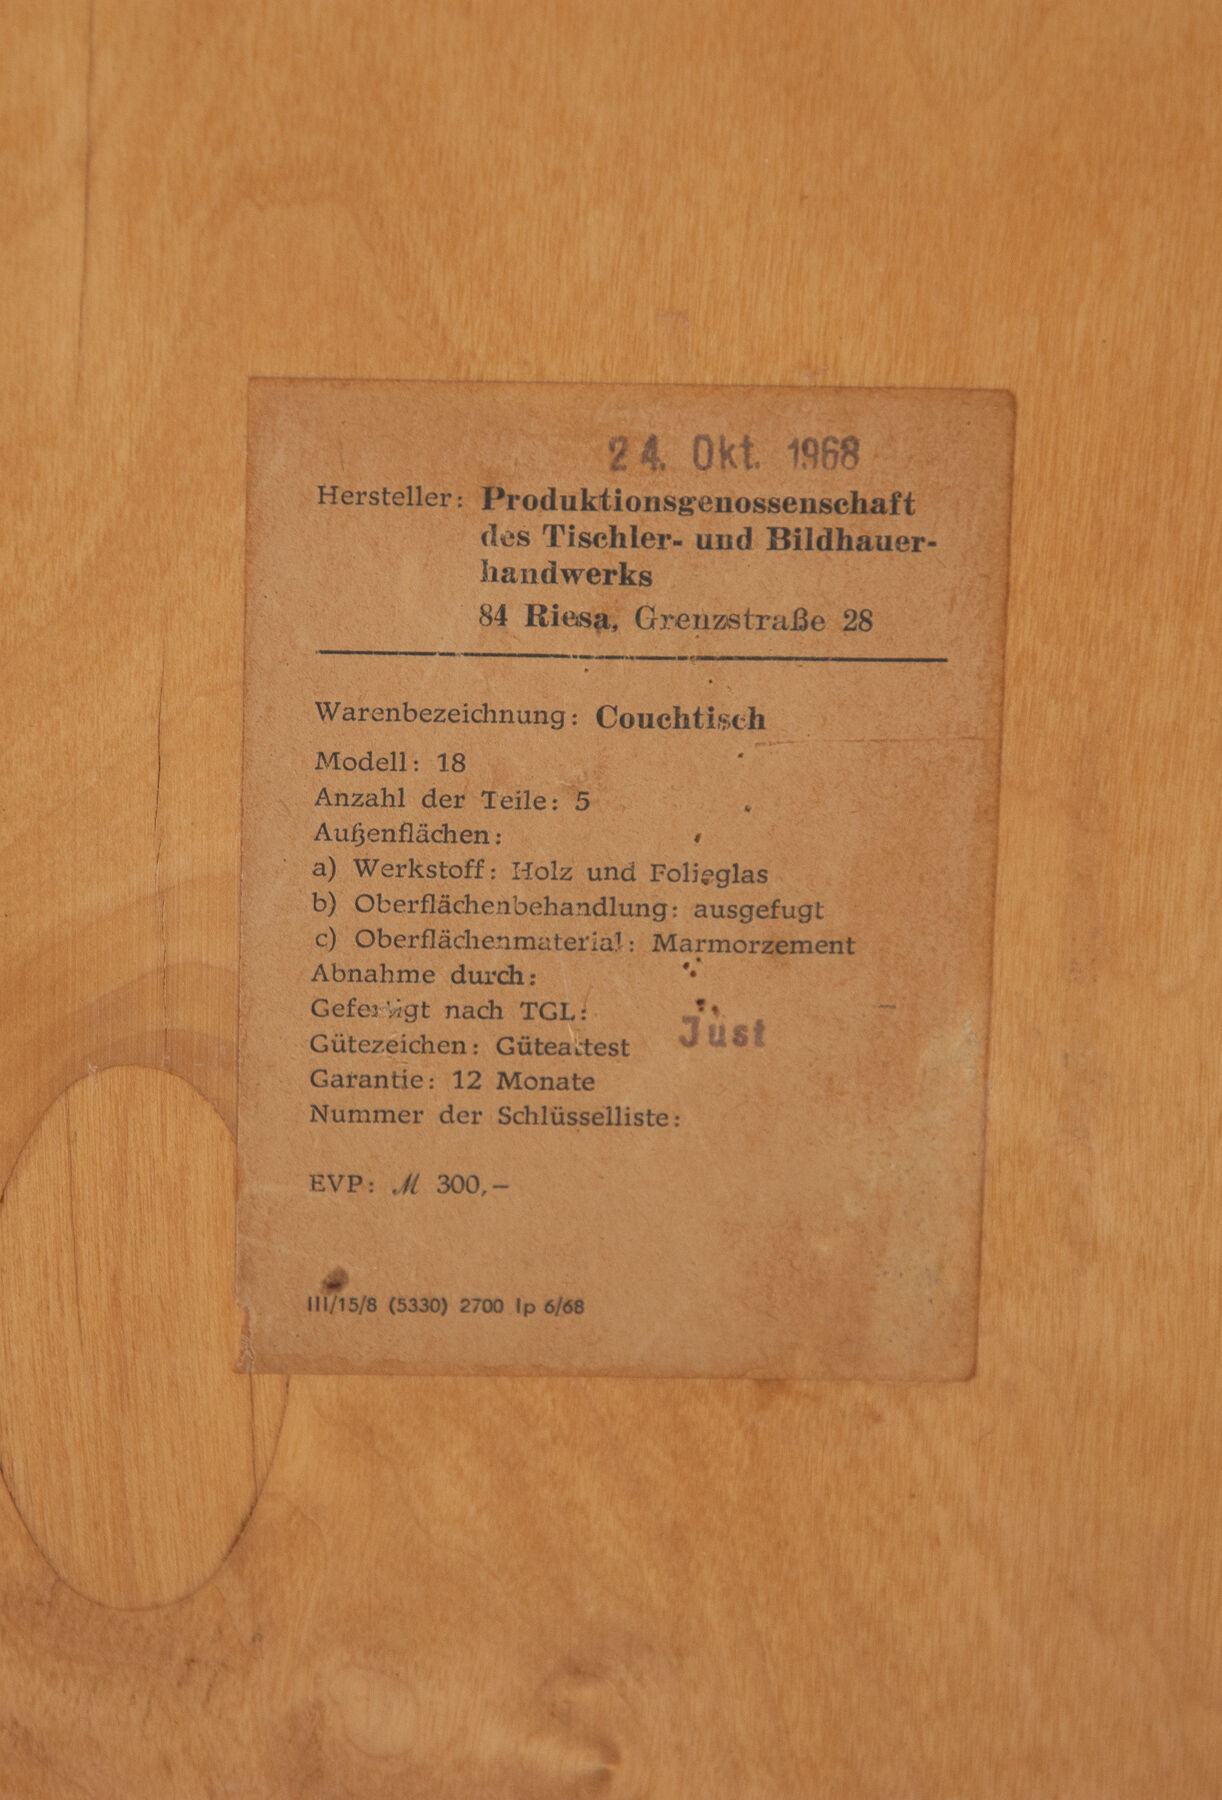 24. Okt. 1968
Hersteller: Produktionsgenossenschaft
des Tischler- und Bildhauer-
handwerks
84 Riesa, Grenzstraße 28
Warenbezeichnung: Couchtisch
Modell: 18
Anzahl der Teile: 5
Außenflächen:
a) Werkstoff: Holz und Folieglas
b) Oberflächenbehandlung: ausgefugt
c) Oberflächenmaterial: Marmorzement
Abnahme durch:
Gefertigt nach TGL:
Just
Gütezeichen: Güteattest
Garantie: 12 Monate
Nummer der Schlüsselliste:
EVP: M 300,–
III/15/8 (5330) 2700 Ip 6/68